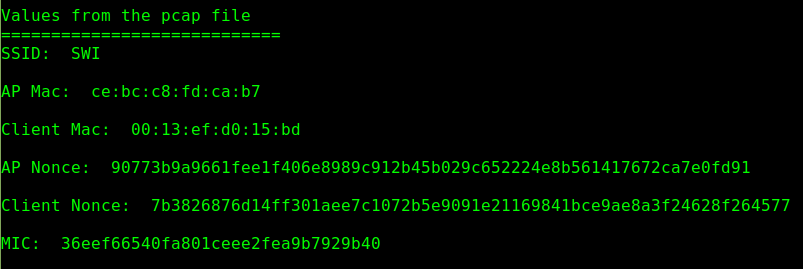 Values from the pcap file
============================
SSID:  SWI
AP Mac:  ce:bc:c8:fd:ca:b7
Client Mac:  00:13:ef:d0:15:bd
AP Nonce:  90773b9a9661fee1f406e8989c912b45b029c652224e8b561417672ca7e0fd91
Client Nonce:  7b3826876d14ff301aee7c1072b5e9091e21169841bce9ae8a3f24628f264577
MIC:  36eef66540fa801ceee2fea9b7929b40